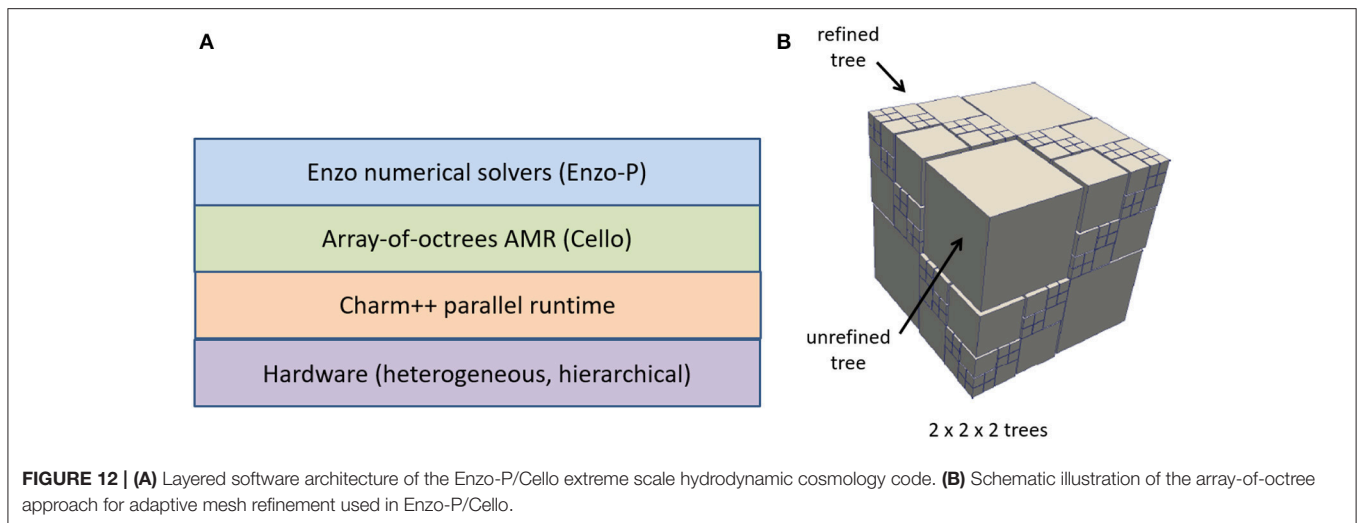 A
Enzo numerical solvers (Enzo-P)
Array-of-octrees AMR (Cello)
Charm++ parallel runtime
Hardware (heterogeneous, hierarchical)
B
refined
tree
unrefined
tree
2 x 2 x 2 trees
FIGURE 12 | (A) Layered software architecture of the Enzo-P/Cello extreme scale hydrodynamic cosmology code. (B) Schematic illustration of the array-of-octree
approach for adaptive mesh refinement used in Enzo-P/Cello.